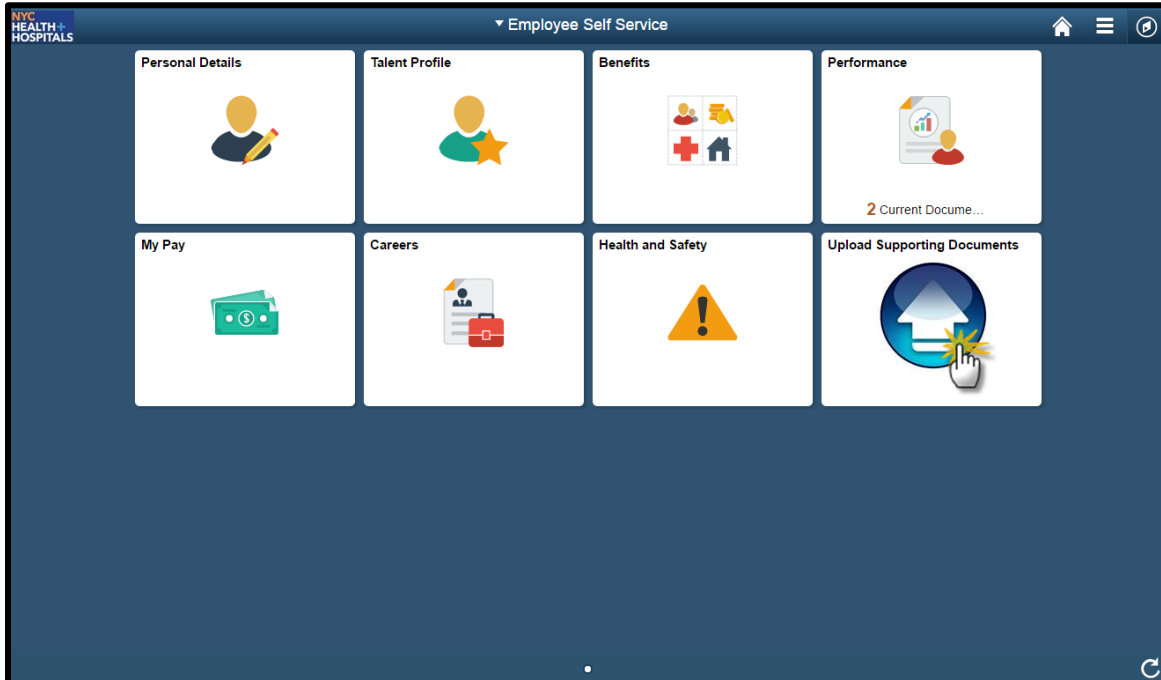 NYC
HEALTH+
HOSPITALS
Employee Self Service
Personal Details
Talent Profile
Benefits
Performance
2 Current Docume...
My Pay
Careers
Health and Safety
Upload Supporting Documents